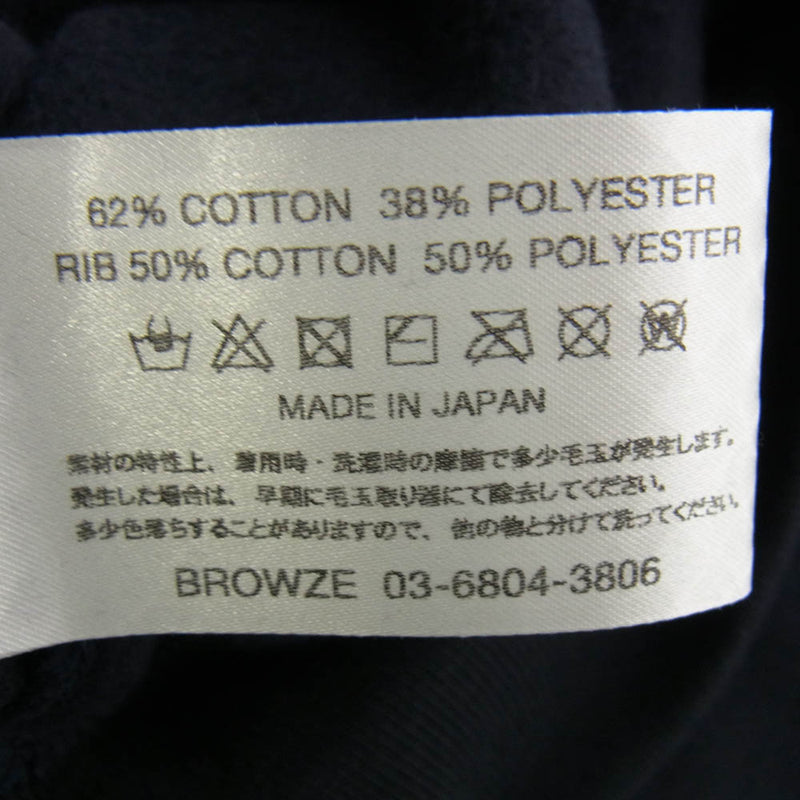 62% COTTON 38% POLYESTER
RIB 50% COTTON 50% POLYESTER
MADE IN JAPAN
素材の特性上、着用時・洗濯時の摩擦で多少毛玉が発生します。
発生した場合は、早期に毛玉取り器にて除去してください。
多少色落ちすることがありますので、他の物と分けて洗ってください。
BROWZE 03-6804-3806